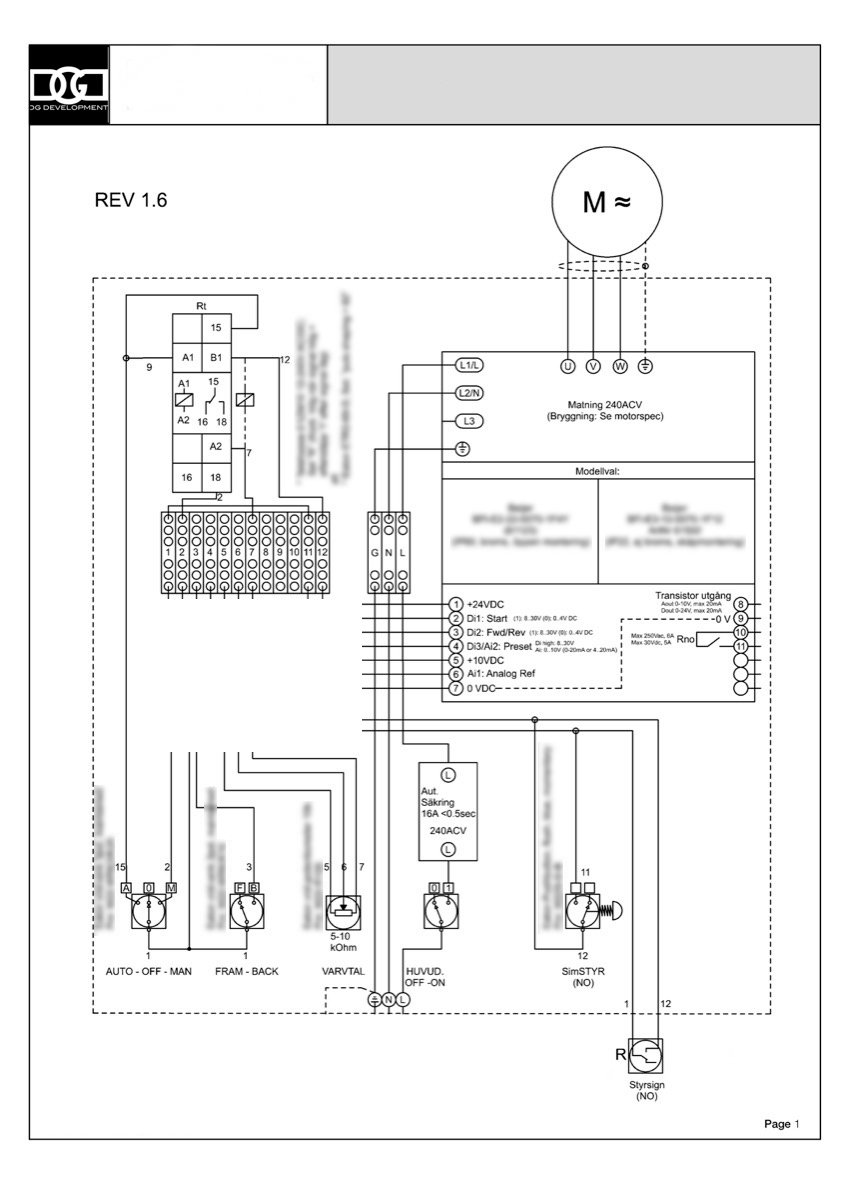 DG DEVELOPMENT
REV 1.6
M ≈
Rt
15
A1 B1
9
12
A1
15
A2
16 18
A2
7
16 18
2
1 2 3 4 5 6 7 8 9 10 11 12
G N L
L1/L
L2/N
L3
U V W
Matning 240ACV
(Bryggning: Se motorspec)
Modellval:
1 +24VDC
2 Di1: Start (1): 8..30V (0): 0..4V DC
3 Di2: Fwd/Rev (1): 8..30V (0): 0..4V DC
4 Di3/Ai2: Preset Di high: 8..30V
Ai: 0..10V (0-20mA or 4..20mA)
5 +10VDC
6 Ai1: Analog Ref
7 0 VDC
Transistor utgång
Aout 0-10V, max 20mA
Dout 0-24V, max 20mA
8
0 V 9
10
Max 250Vac, 6A
Max 30Vdc, 5A
Rno
11
L
Aut.
Säkring
16A <0.5sec
240ACV
L
15 2 3 5 6 7
A 0 M
F B
0 1
11
5-10
kOhm
1 1
12
AUTO - OFF - MAN
FRAM - BACK
VARVTAL
HUVUD.
OFF -ON
SimSTYR
(NO)
N L
1 12
R
Styrsign
(NO)
Page 1